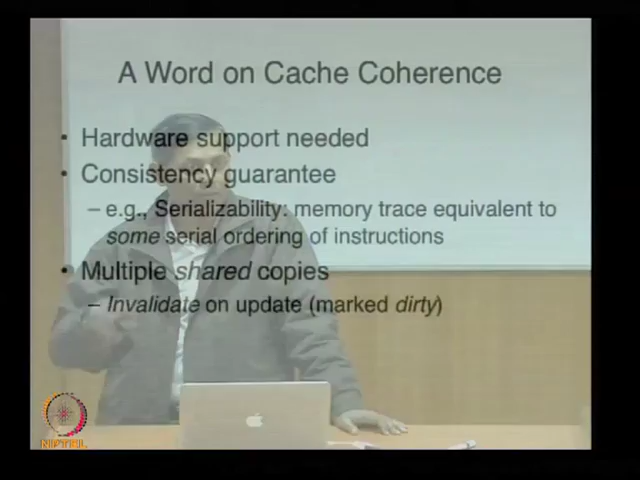 A Word on Cache Coherence
• Hardware support needed
• Consistency guarantee
– e.g., Serializability: memory trace equivalent to
some serial ordering of instructions
• Multiple shared copies
– Invalidate on update (marked dirty)
NPTEL